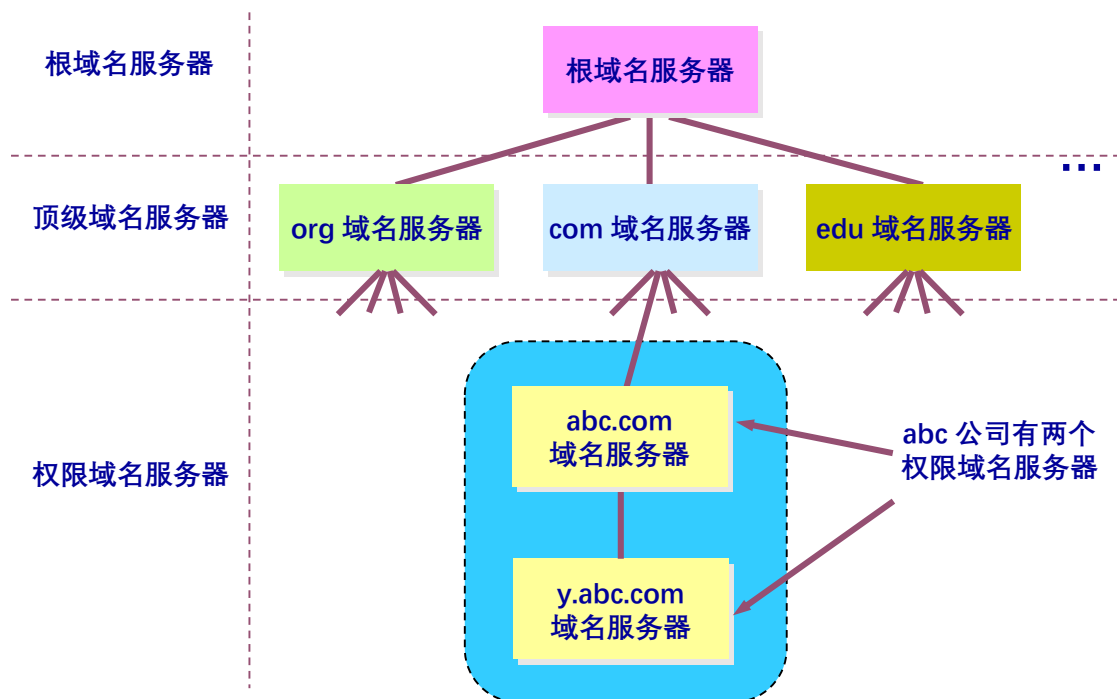 根域名服务器
根域名服务器
...
顶级域名服务器
org 域名服务器
com 域名服务器
edu 域名服务器
权限域名服务器
abc.com
域名服务器
abc 公司有两个
权限域名服务器
y.abc.com
域名服务器